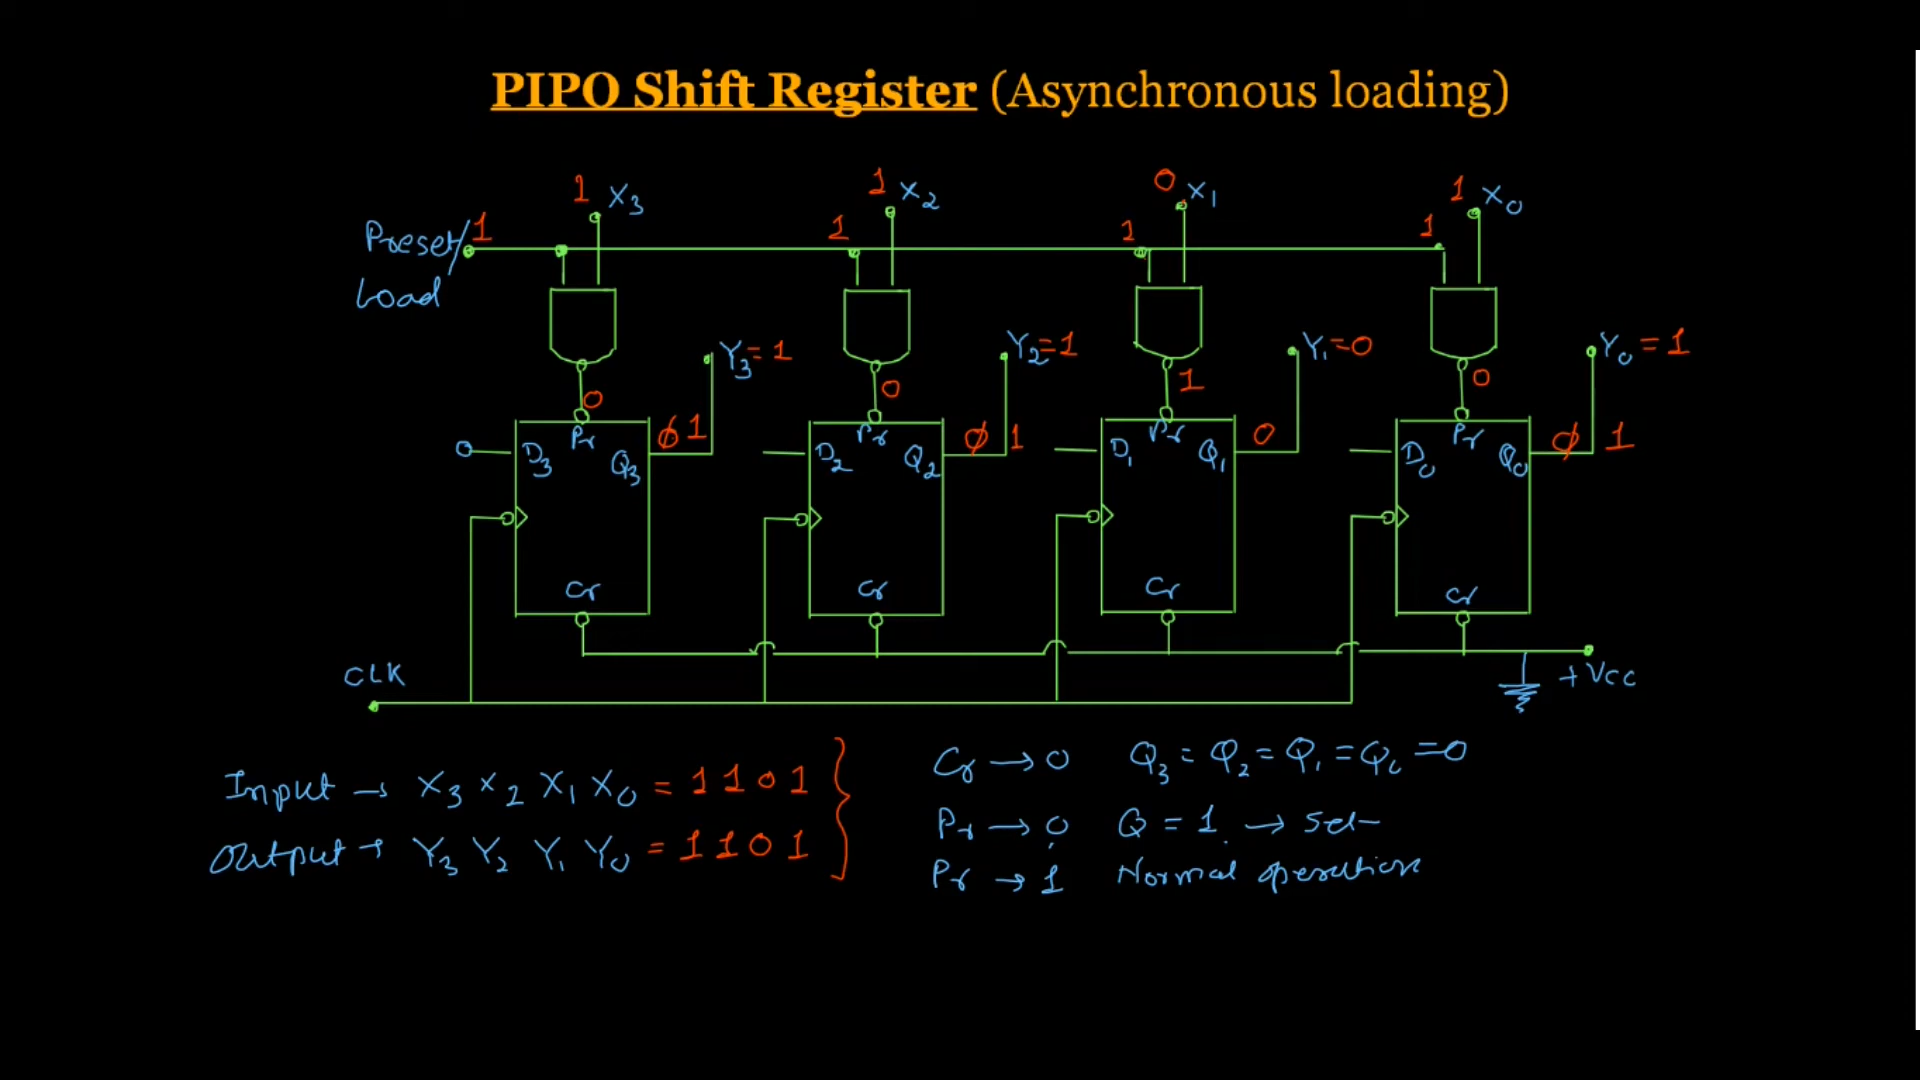 PIPO Shift Register (Asynchronous loading)
1 X3 1 X2 0 X1 1 X0
Preset/ 1 1 1 1
Load
Y3 = 1 Y2 = 1 Y1 = 0 Y0 = 1
0 0 1 0
D3 Pr Q3 0 1 D2 Pr Q2 0 1 D1 Pr Q1 0 D0 Pr Q0 0 1
Cr Cr Cr Cr
CLK +Vcc
Input → X3 X2 X1 X0 = 1 1 0 1
Output → Y3 Y2 Y1 Y0 = 1 1 0 1
Cr → 0 Q3 = Q2 = Q1 = Q0 = 0
Pr → 0 Q = 1 → Set
Pr → 1 Normal operation